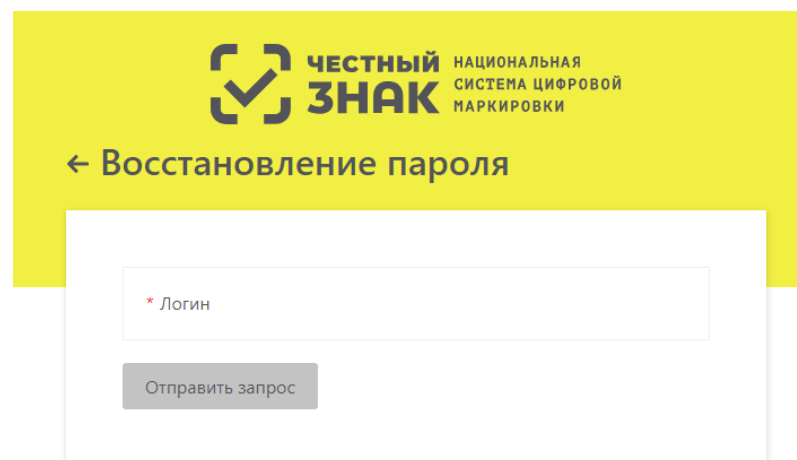 ЧЕСТНЫЙ
ЗНАК
НАЦИОНАЛЬНАЯ
СИСТЕМА ЦИФРОВОЙ
МАРКИРОВКИ
← Восстановление пароля
* Логин
Отправить запрос